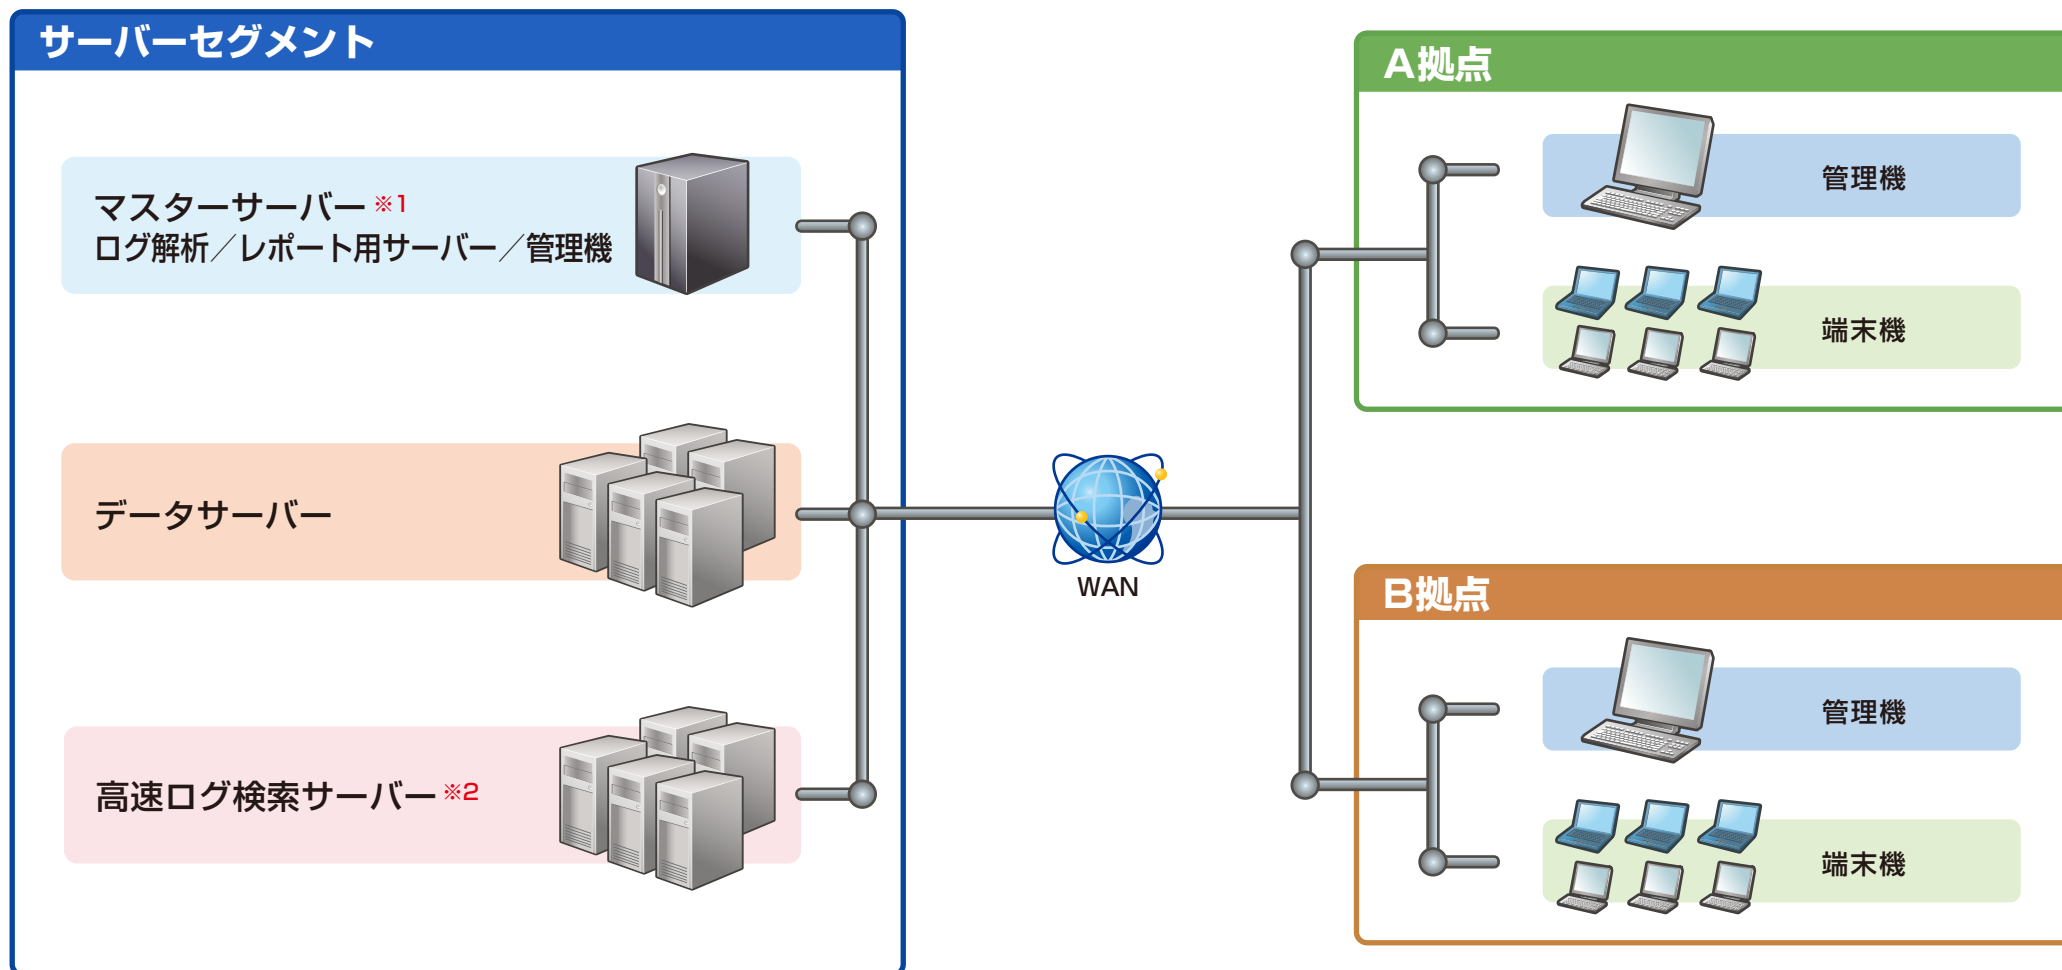 サーバーセグメント
マスターサーバー※1
ログ解析／レポート用サーバー／管理機
データサーバー
高速ログ検索サーバー※2
WAN
A拠点
管理機
端末機
B拠点
管理機
端末機